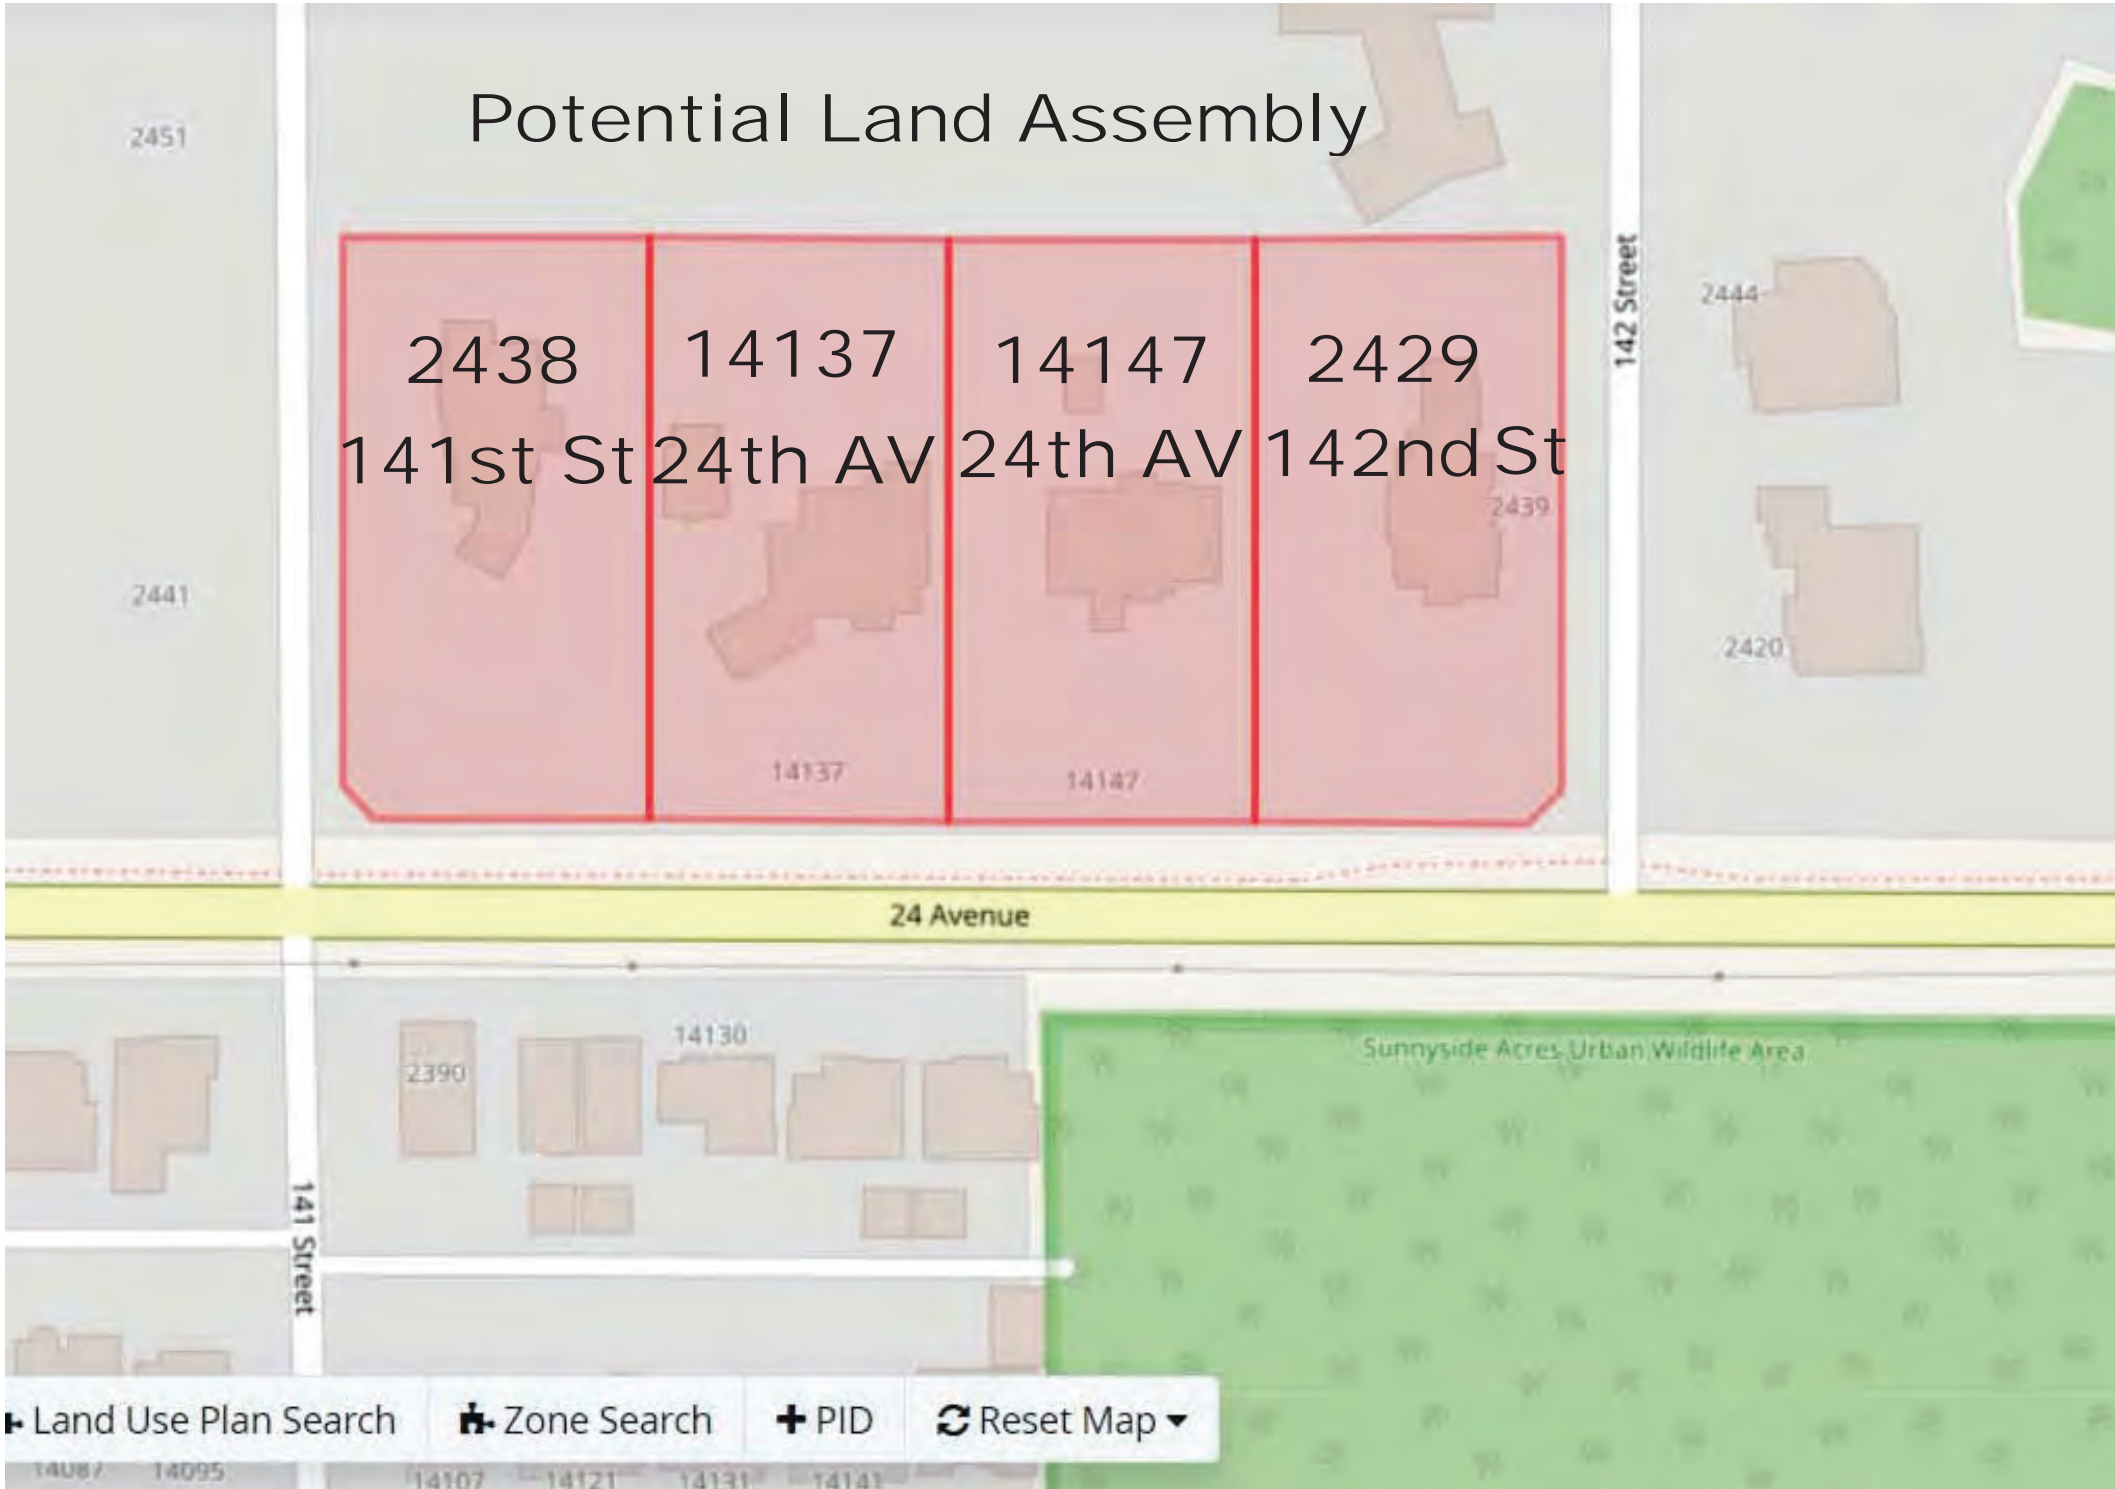 Potential Land Assembly
2451
142 Street
2444
2438
141st St
14137
24th AV
14147
24th AV
2429
142nd St
2439
2441
2420
14137
14147
24 Avenue
Sunnyside Acres Urban Wildlife Area
14130
2390
141 Street
Land Use Plan Search
Zone Search
PID
Reset Map
14087
14095
14107
14121
14131
14141